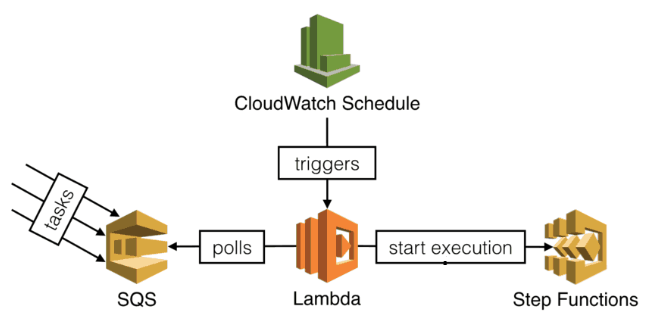 CloudWatch Schedule
triggers
tasks
polls
start execution
SQS
Lambda
Step Functions